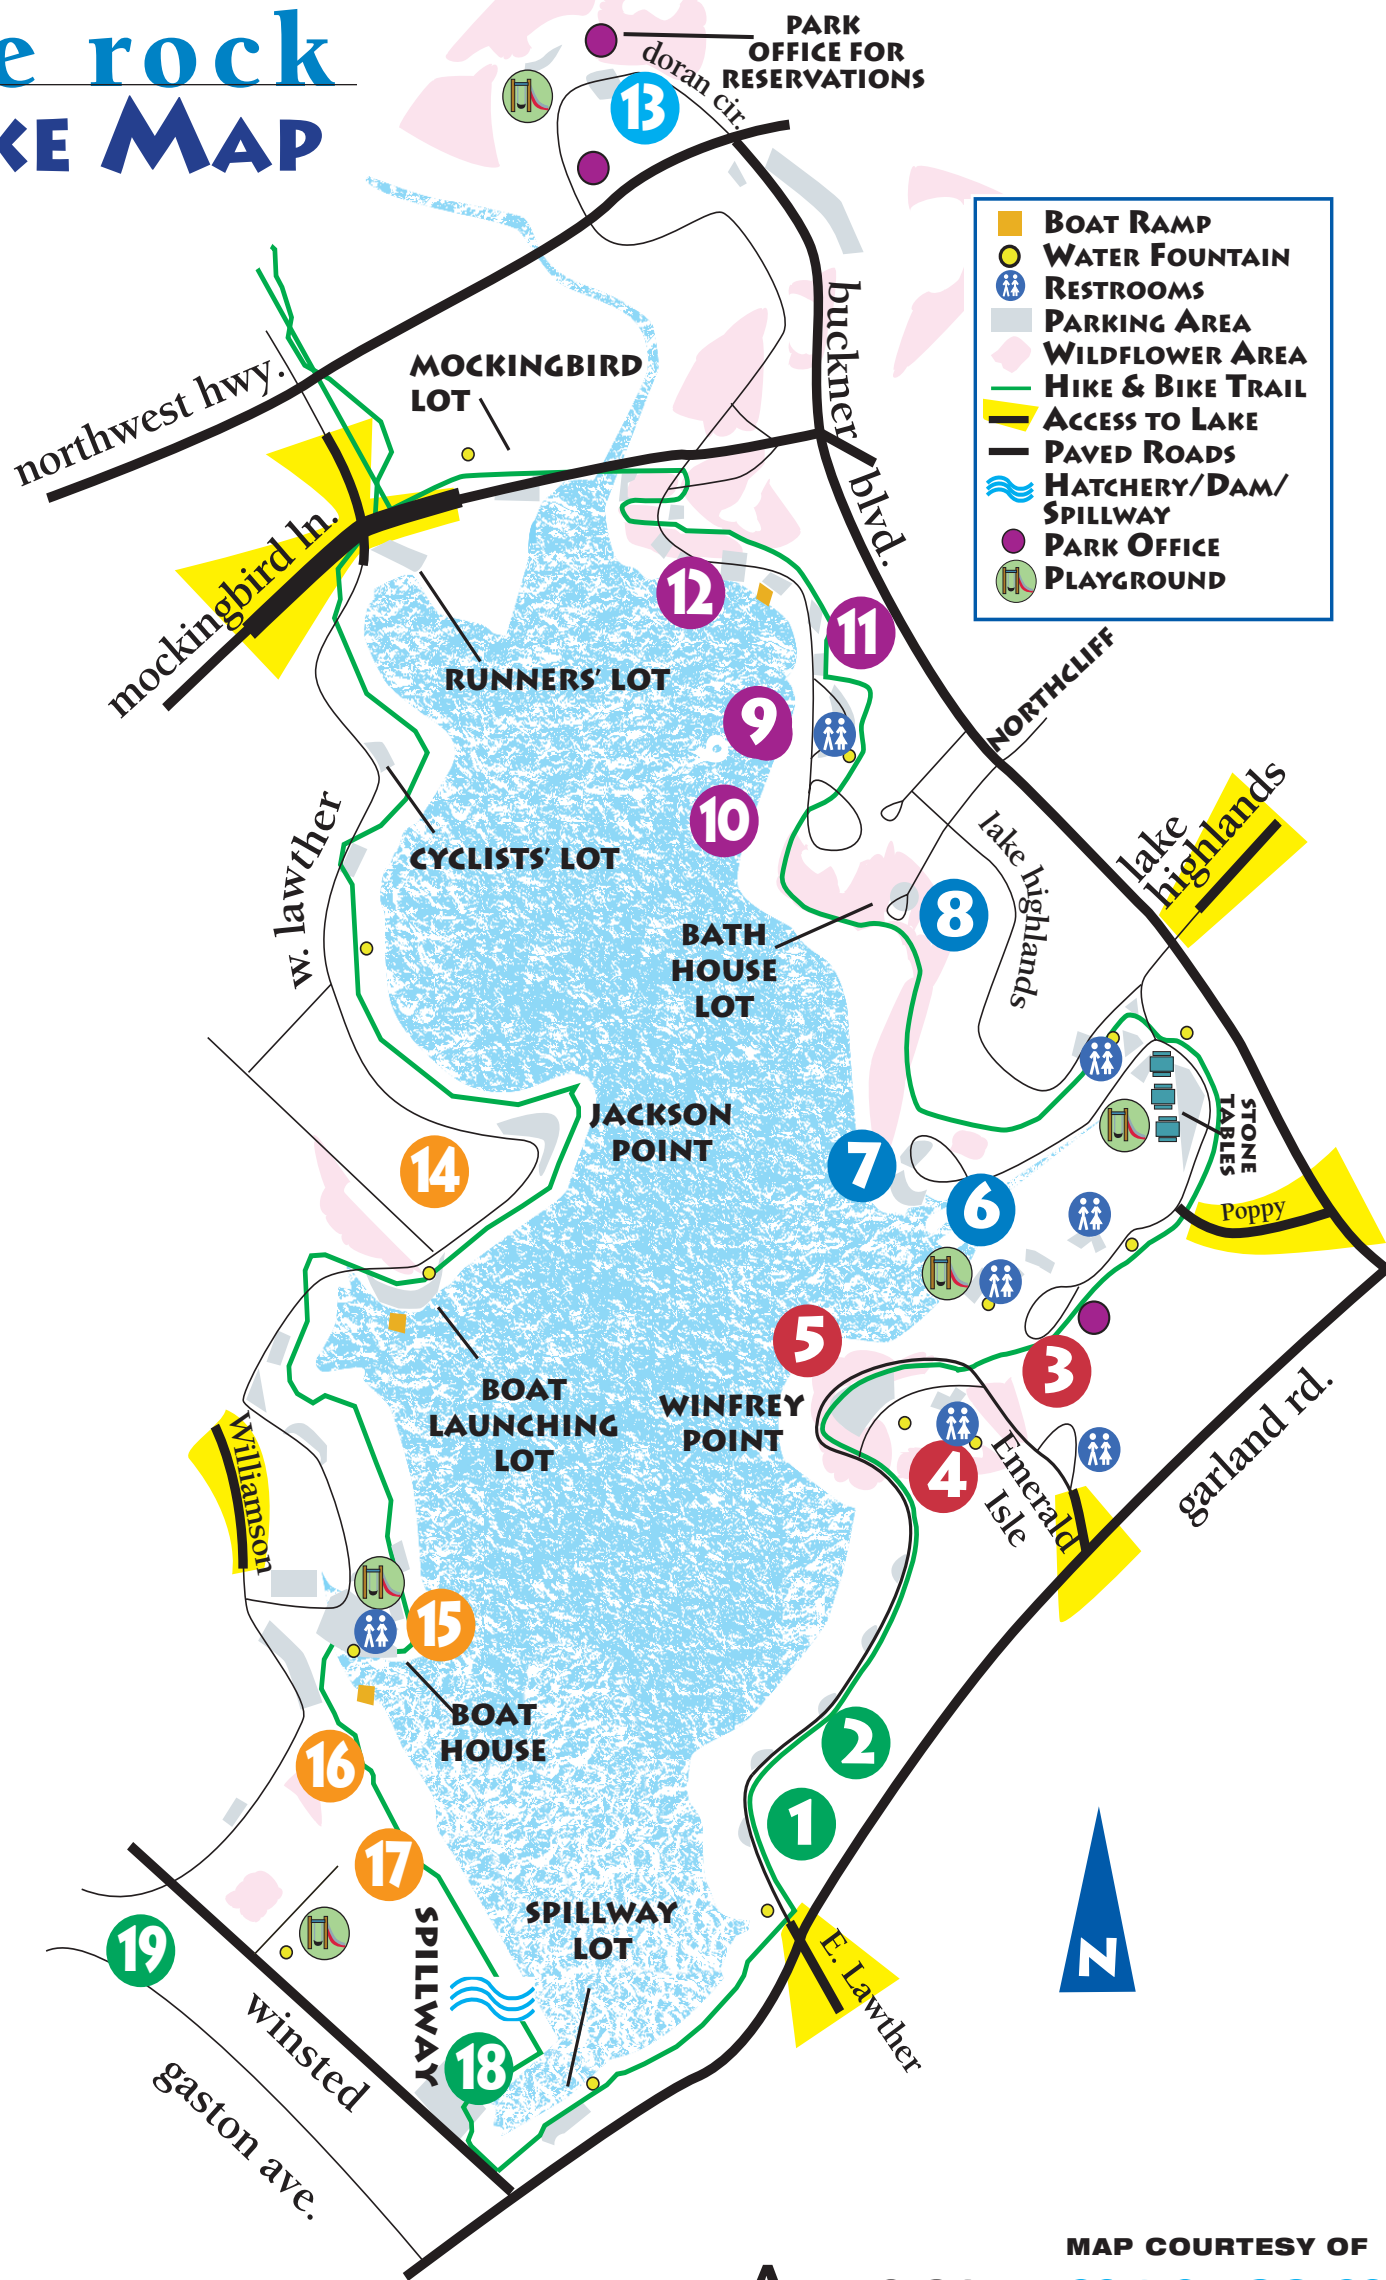 e rock
KE MAP
PARK
OFFICE FOR
RESERVATIONS
doran cir.
13
BOAT RAMP
WATER FOUNTAIN
RESTROOMS
PARKING AREA
WILDFLOWER AREA
HIKE & BIKE TRAIL
ACCESS TO LAKE
PAVED ROADS
HATCHERY/DAM/
SPILLWAY
PARK OFFICE
PLAYGROUND
northwest hwy.
MOCKINGBIRD
LOT
buckner
blvd.
mockingbird ln.
12
11
RUNNERS' LOT
NORTHCLIFF
9
10
lake
highlands
w. lawther
CYCLISTS' LOT
lake highlands
8
BATH
HOUSE
LOT
JACKSON
POINT
STONE
TABLES
14
7
6
Poppy
5
3
BOAT
LAUNCHING
LOT
WINFREY
POINT
garland rd.
4
Emerald
Isle
Williamson
15
BOAT
HOUSE
2
16
1
17
SPILLWAY
SPILLWAY
LOT
19
E. Lawther
N
winsted
18
gaston ave.
MAP COURTESY OF